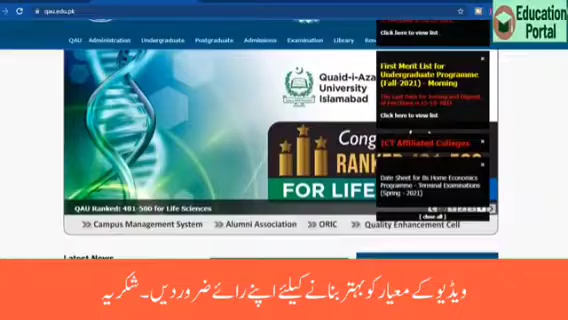 qau.edu.pk
Education
Portal
QAU Administration Undergraduate Postgraduate Admissions Examination Library
Click here to view list
First Merit List for
Undergraduate Programme
(Fall-2021) - Morning
Click here to view list
ICT Affiliated Colleges
Date Sheet for Bs Home Economics
Programme - Terminal Examinations
(Spring - 2021)
[ close all ]
Quaid-i-Aza
University
Islamabad
Cong
RANKED 401-500
FOR LIFE
QAU Ranked: 401-500 for Life Sciences
Campus Management System Alumni Association ORIC Quality Enhancement Cell
Latest News
ویڈیو کے معیار کو بہتر بنانے کیلئے اپنے رائے ضرور دیں۔ شکریہ